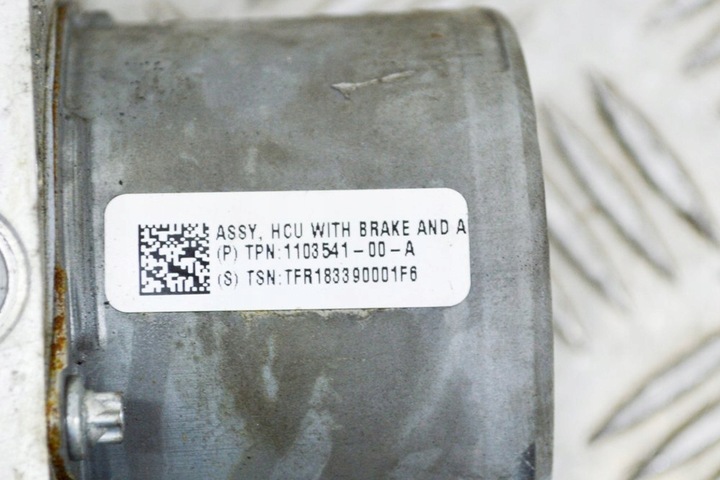 ASSY, HCU WITH BRAKE AND A
(P) TPN:1103541-00-A
(S) TSN:TFR183390001F6